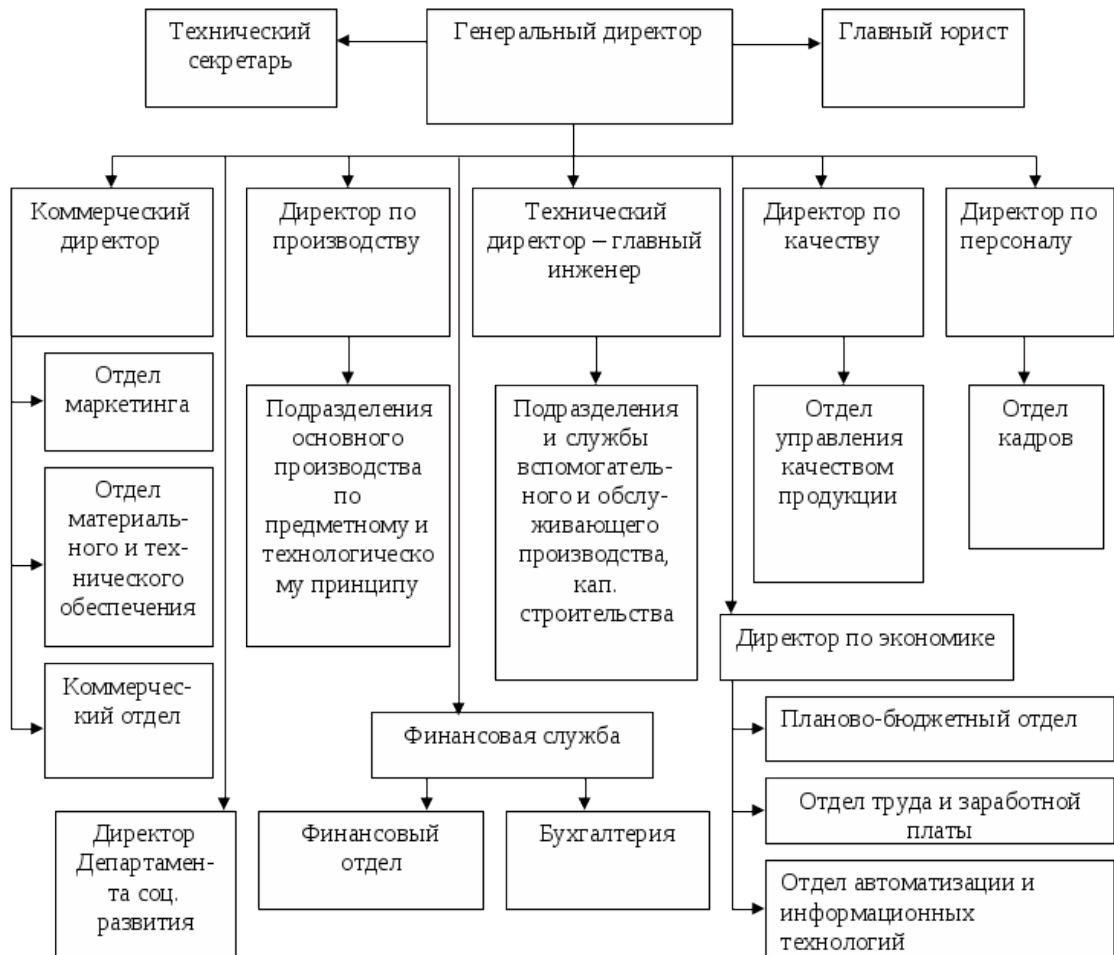 Технический
секретарь
Генеральный директор
Главный юрист
Коммерческий
директор
Директор по
производству
Технический
директор – главный
инженер
Директор по
качеству
Директор по
персоналу
Отдел
маркетинга
Отдел
материаль-
ного и тех-
нического
обеспечения
Коммерчес-
кий отдел
Подразделения
основного
производства
по
предметному и
технологическо
му принципу
Подразделения
и службы
вспомогатель-
ного и обслу-
живающего
производства,
кап.
строительства
Отдел
управления
качеством
продукции
Отдел
кадров
Директор по экономике
Планово-бюджетный отдел
Отдел труда и заработной
платы
Отдел автоматизации и
информационных
технологий
Финансовая служба
Финансовый
отдел
Бухгалтерия
Директор
Департамен-
та соц.
развития